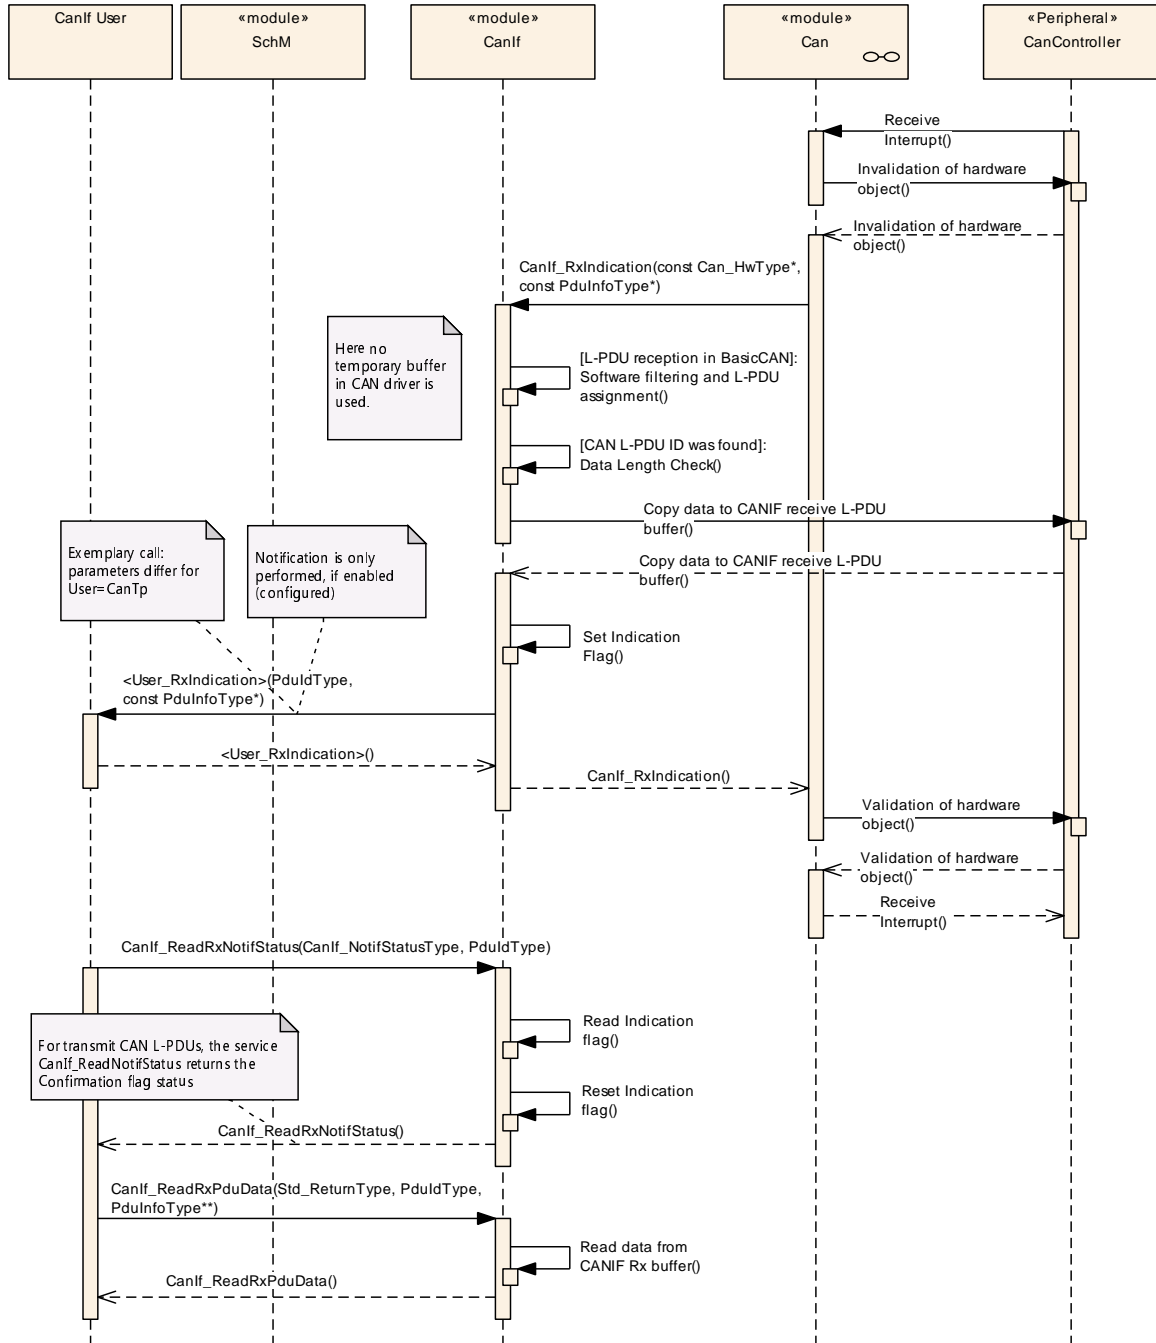 CanIf User
«module»
SchM
«module»
CanIf
«module»
Can
«Peripheral»
CanController
Receive
Interrupt()
Invalidation of hardware
object()
Invalidation of hardware
object()
CanIf_RxIndication(const Can_HwType*,
const PduInfoType*)
Here no
temporary buffer
in CAN driver is
used.
[L-PDU reception in BasicCAN]:
Software filtering and L-PDU
assignment()
[CAN L-PDU ID was found]:
Data Length Check()
Copy data to CANIF receive L-PDU
buffer()
Exemplary call:
parameters differ for
User=CanTp
Notification is only
performed, if enabled
(configured)
Copy data to CANIF receive L-PDU
buffer()
Set Indication
Flag()
<User_RxIndication>(PduIdType,
const PduInfoType*)
<User_RxIndication>()
CanIf_RxIndication()
Validation of hardware
object()
Validation of hardware
object()
Receive
Interrupt()
CanIf_ReadRxNotifStatus(CanIf_NotifStatusType, PduIdType)
Read Indication
flag()
For transmit CAN L-PDUs, the service
CanIf_ReadNotifStatus returns the
Confirmation flag status
Reset Indication
flag()
CanIf_ReadRxNotifStatus()
CanIf_ReadRxPduData(Std_ReturnType, PduIdType,
PduInfoType**)
Read data from
CANIF Rx buffer()
CanIf_ReadRxPduData()